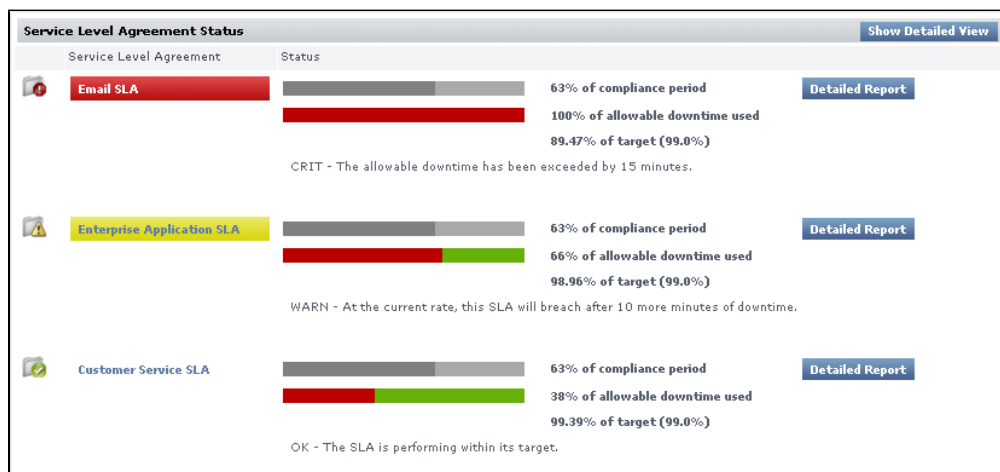 Service Level Agreement Status
Show Detailed View
Service Level Agreement Status
Email SLA
63% of compliance period
Detailed Report
100% of allowable downtime used
89.47% of target (99.0%)
CRIT - The allowable downtime has been exceeded by 15 minutes.
Enterprise Application SLA
63% of compliance period
Detailed Report
66% of allowable downtime used
98.96% of target (99.0%)
WARN - At the current rate, this SLA will breach after 10 more minutes of downtime.
Customer Service SLA
63% of compliance period
Detailed Report
38% of allowable downtime used
99.39% of target (99.0%)
OK - The SLA is performing within its target.